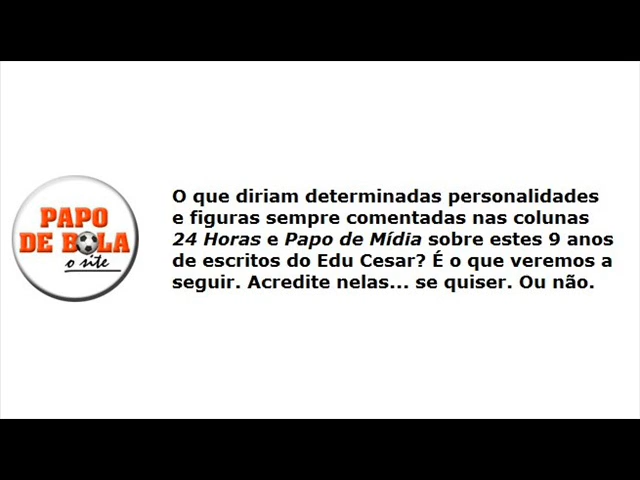 PAPO
DE BOLA
o site
O que diriam determinadas personalidades
e figuras sempre comentadas nas colunas
24 Horas e Papo de Mídia sobre estes 9 anos
de escritos do Edu Cesar? É o que veremos a
seguir. Acredite nelas... se quiser. Ou não.